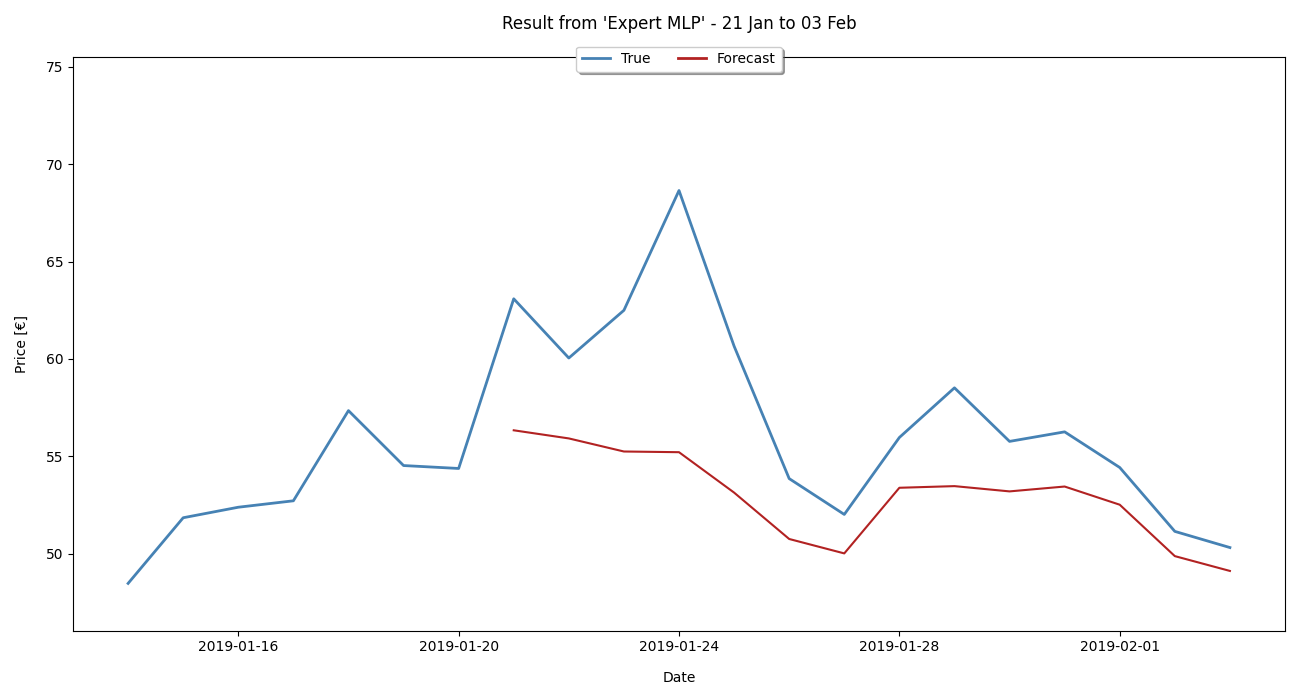 Result from 'Expert MLP' - 21 Jan to 03 Feb
True Forecast
75
70
65
60
55
50
Price [€]
2019-01-16 2019-01-20 2019-01-24 2019-01-28 2019-02-01
Date